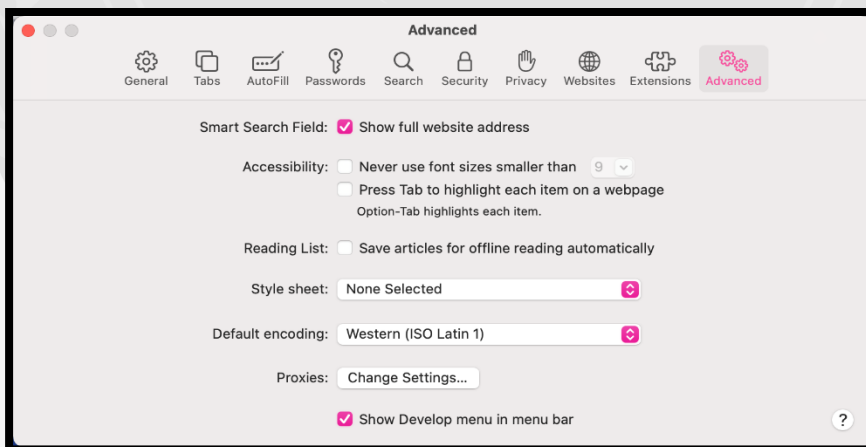 Advanced
General Tabs AutoFill Passwords Search Security Privacy Websites Extensions Advanced
Smart Search Field: Show full website address
Accessibility: Never use font sizes smaller than 9
Press Tab to highlight each item on a webpage
Option-Tab highlights each item.
Reading List: Save articles for offline reading automatically
Style sheet: None Selected
Default encoding: Western (ISO Latin 1)
Proxies: Change Settings...
Show Develop menu in menu bar ?